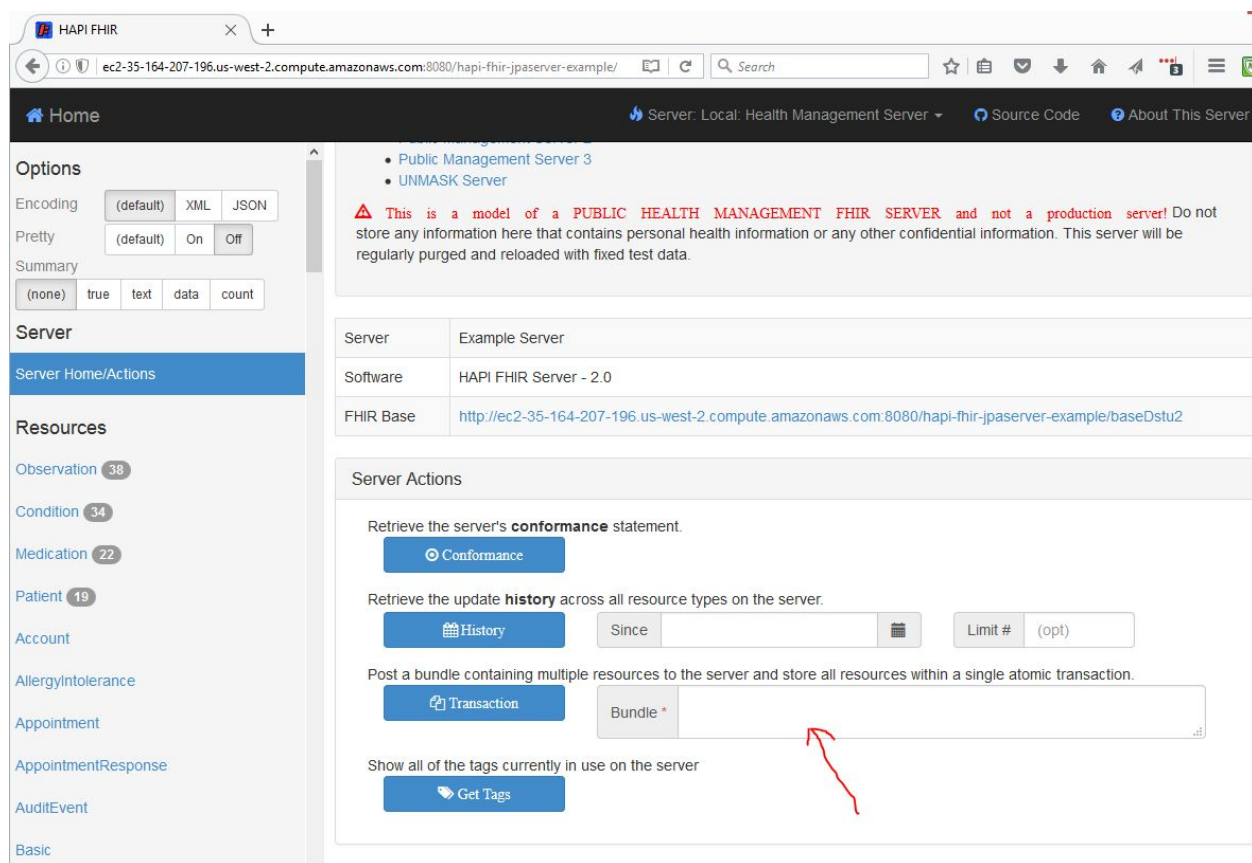 HAPI FHIR
ec2-35-164-207-196.us-west-2.compute.amazonaws.com:8080/hapi-fhir-jpaserver-example/
Search
3
Home
Server: Local: Health Management Server
Source Code
About This Server
Options
Encoding
(default) XML JSON
Pretty
(default) On Off
Summary
(none) true text data count
Server
Server Home/Actions
Resources
Observation 38
Condition 34
Medication 22
Patient 19
Account
AllergyIntolerance
Appointment
AppointmentResponse
AuditEvent
Basic
Public Management Server 3
UNMASK Server
This is a model of a PUBLIC HEALTH MANAGEMENT FHIR SERVER and not a production server! Do not
store any information here that contains personal health information or any other confidential information. This server will be
regularly purged and reloaded with fixed test data.
Server Example Server
Software HAPI FHIR Server - 2.0
FHIR Base http://ec2-35-164-207-196.us-west-2.compute.amazonaws.com:8080/hapi-fhir-jpaserver-example/baseDstu2
Server Actions
Retrieve the server's conformance statement.
Conformance
Retrieve the update history across all resource types on the server.
History Since Limit # (opt)
Post a bundle containing multiple resources to the server and store all resources within a single atomic transaction.
Transaction Bundle *
Show all of the tags currently in use on the server
Get Tags